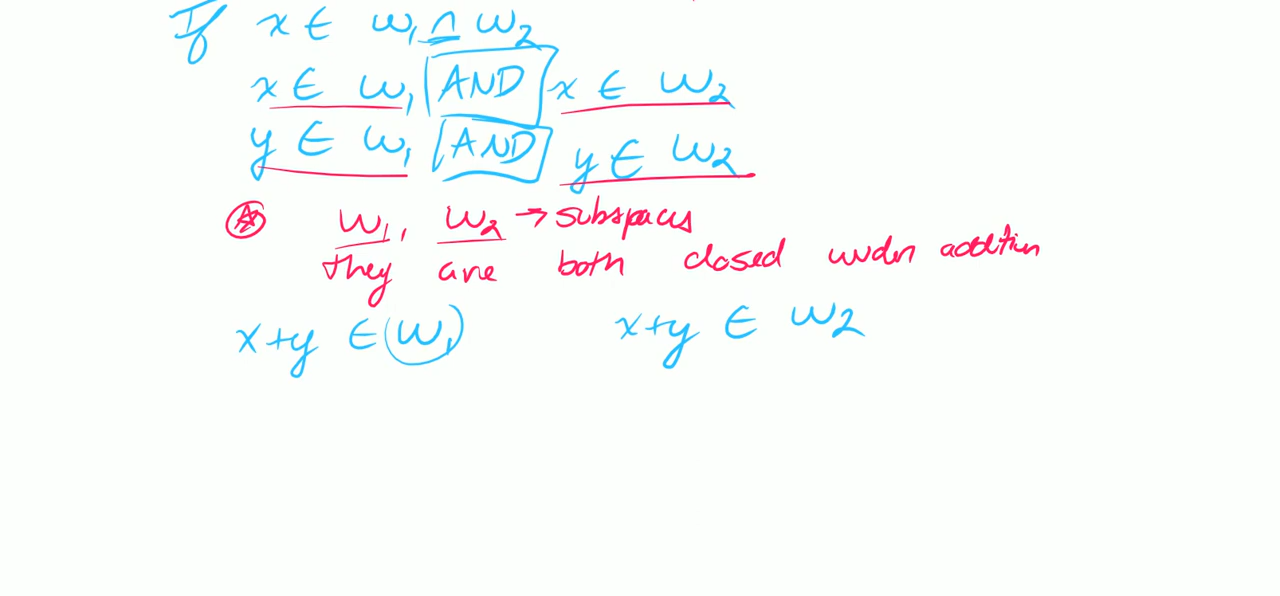 If x ∈ W₁ ∩ W₂
x ∈ W₁ AND x ∈ W₂
y ∈ W₁ AND y ∈ W₂
Ⓐ W₁, W₂ → subspaces
they are both closed under addition
x+y ∈ W₁ x+y ∈ W₂